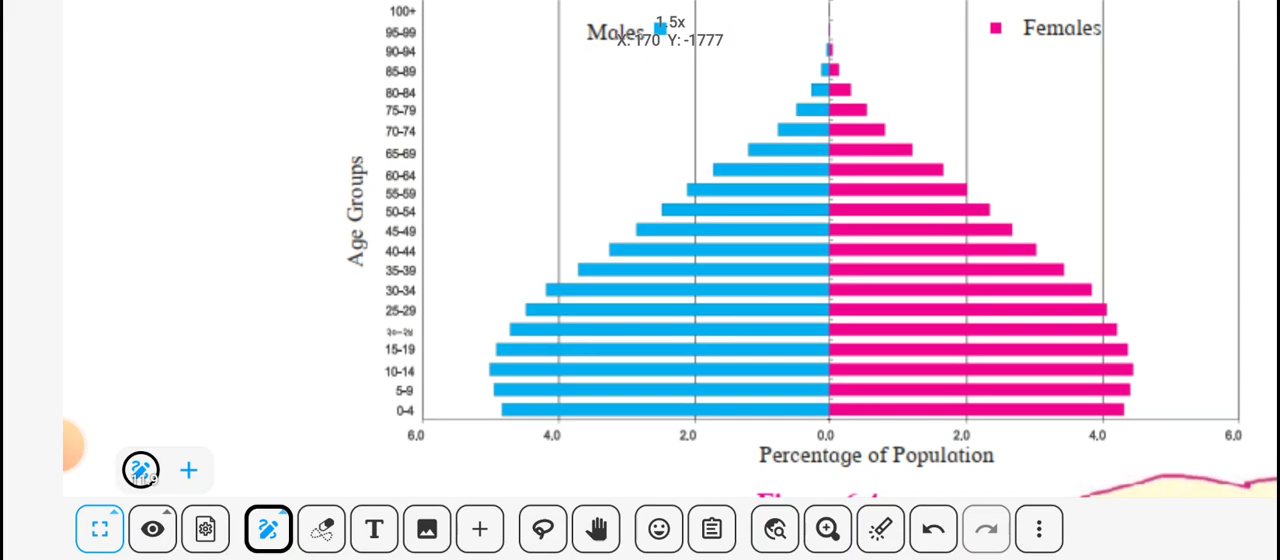 100+
1.5x
Males
Females
95-99
X: 170 Y: -1777
90-94
85-89
80-84
75-79
70-74
65-69
60-64
55-59
50-54
45-49
40-44
35-39
30-34
25-29
२०-२४
15-19
10-14
5-9
0-4
Age Groups
6.0 4.0 2.0 0.0 2.0 4.0 6.0
Percentage of Population
T